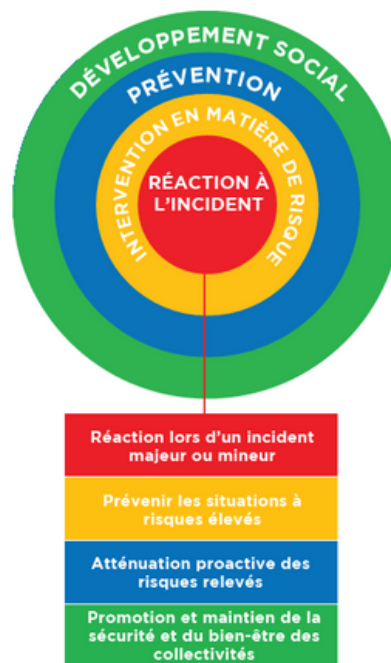 DÉVELOPPEMENT SOCIAL
PRÉVENTION
INTERVENTION EN MATIÈRE DE RISQUE
RÉACTION À
L'INCIDENT
Réaction lors d'un incident
majeur ou mineur
Prévenir les situations à
risques élevés
Atténuation proactive des
risques relevés
Promotion et maintien de la
sécurité et du bien-être des
collectivités